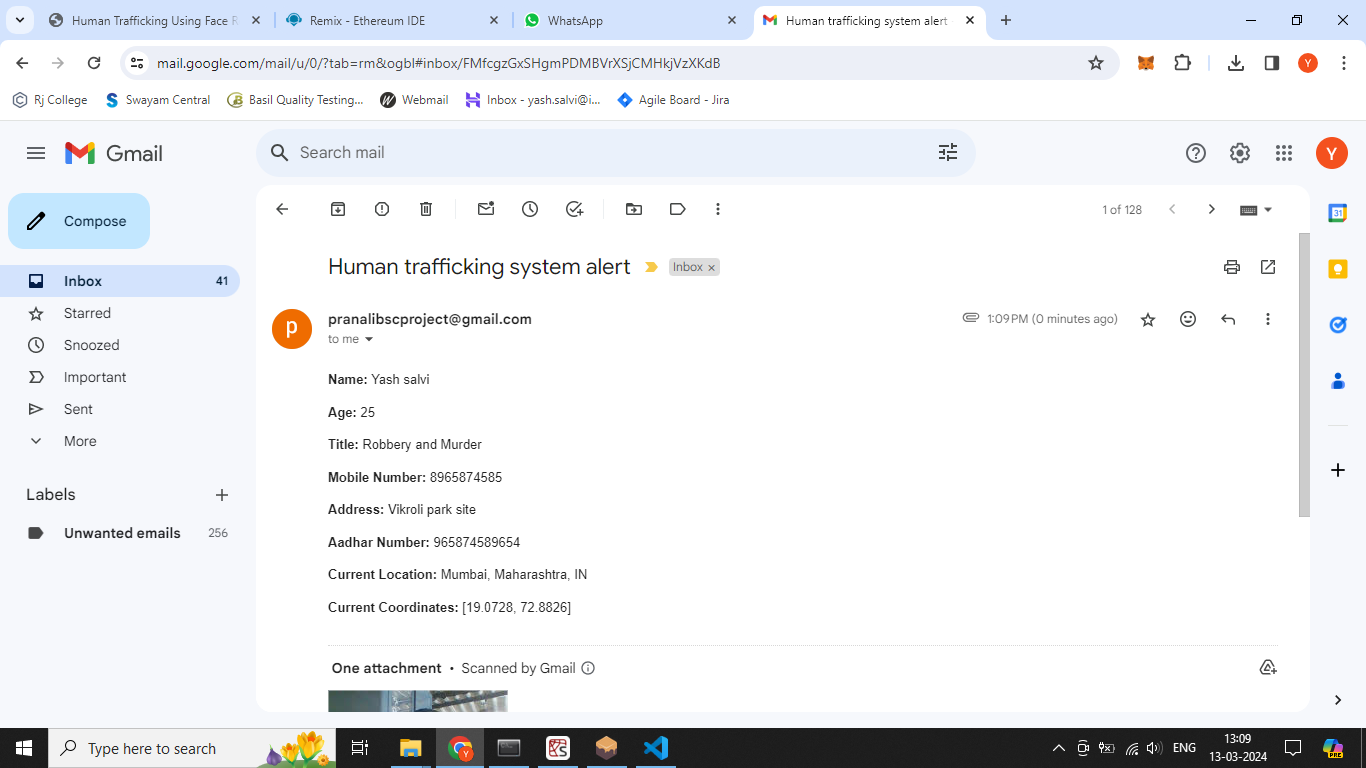 Human Trafficking Using Face R
Remix - Ethereum IDE
WhatsApp
Human trafficking system alert
mail.google.com/mail/u/0/?tab=rm&ogbl#inbox/FMfcgzGxSHgmPDMBVrXSjCMHkjVzXKdB
Y
Rj College
Swayam Central
Basil Quality Testing...
Webmail
Inbox - yash.salvi@i...
Agile Board - Jira
Gmail
Search mail
Y
Compose
1 of 128
Inbox 41
Starred
Snoozed
Important
Sent
More
Labels
Unwanted emails 256
Human trafficking system alert
Inbox ×
p
pranalibscproject@gmail.com
1:09 PM (0 minutes ago)
to me
Name: Yash salvi
Age: 25
Title: Robbery and Murder
Mobile Number: 8965874585
Address: Vikroli park site
Aadhar Number: 965874589654
Current Location: Mumbai, Maharashtra, IN
Current Coordinates: [19.0728, 72.8826]
One attachment • Scanned by Gmail
31
Type here to search
Y
ENG
13:09
13-03-2024
PRE